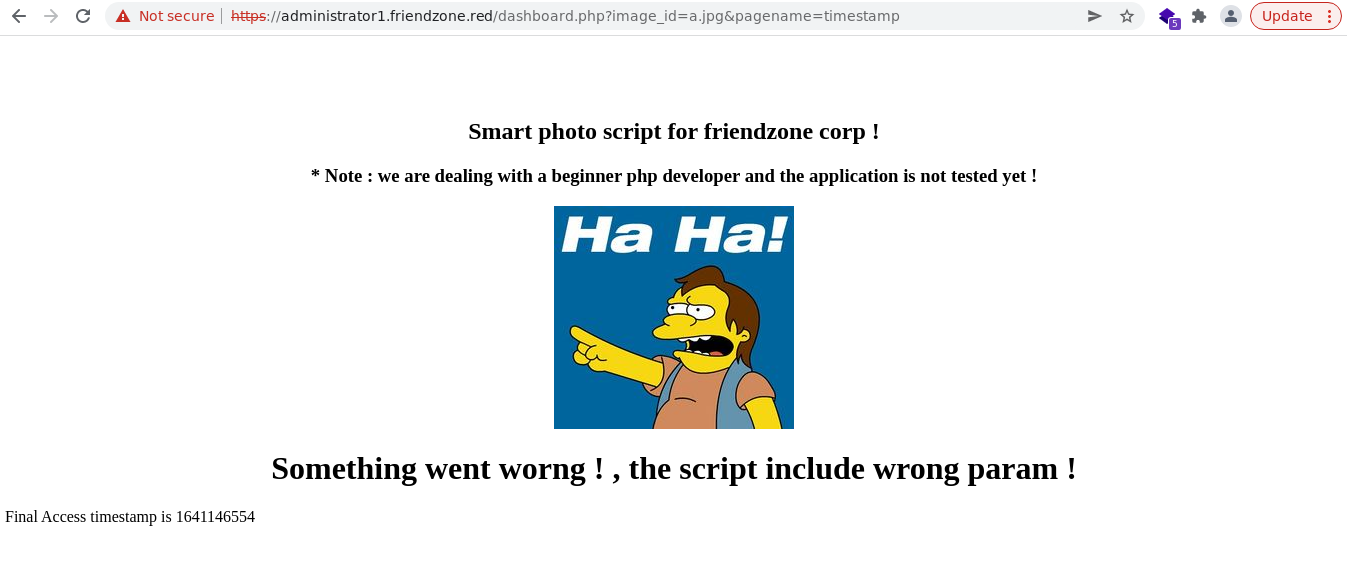 Not secure | https://administrator1.friendzone.red/dashboard.php?image_id=a.jpg&pagename=timestamp
5
Update
Smart photo script for friendzone corp !
* Note : we are dealing with a beginner php developer and the application is not tested yet !
Ha Ha!
Something went worng ! , the script include wrong param !
Final Access timestamp is 1641146554